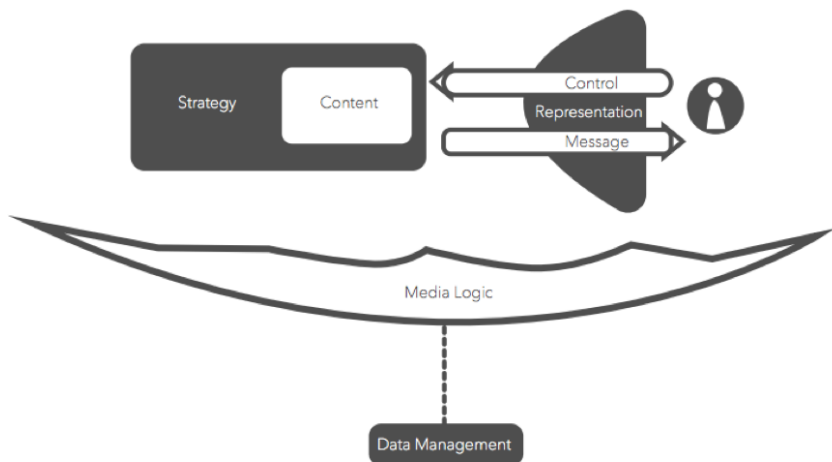 Strategy
Content
Control
Representation
Message
Media Logic
Data Management